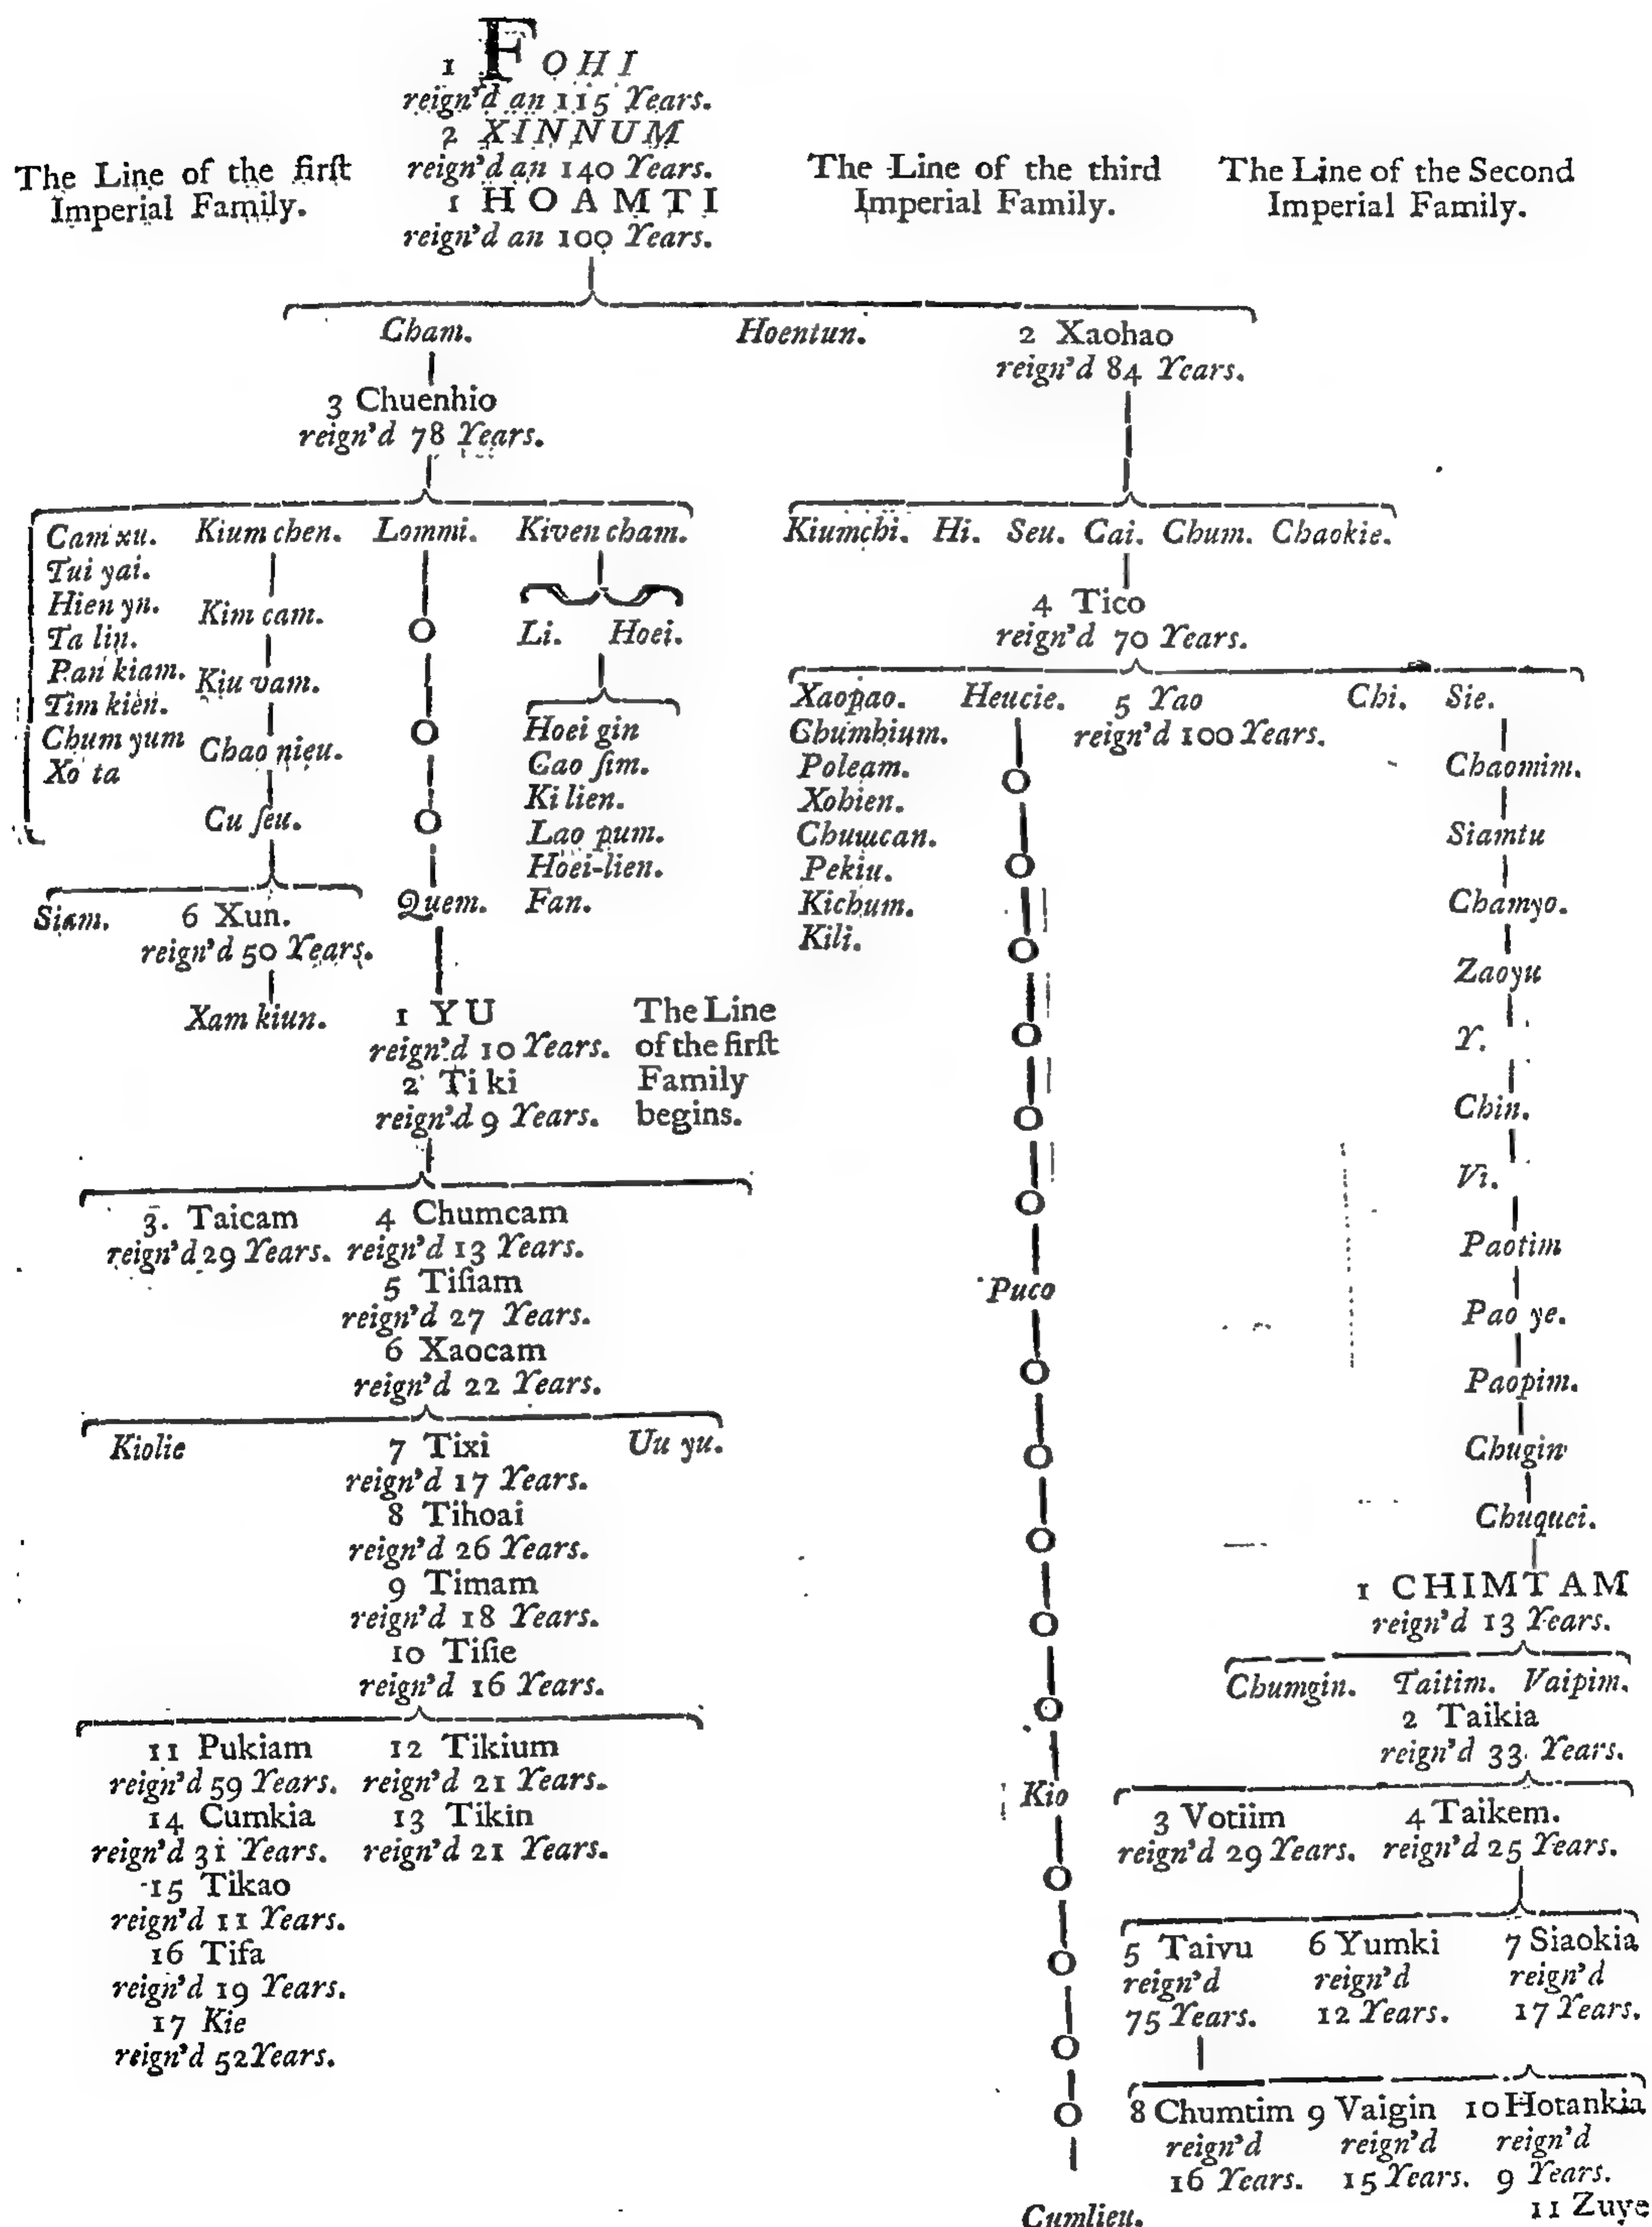 1 FOHI
reign'd an 115 Years.
2 XINNUM
reign'd an 140 Years.
1 HOAMTI
reign'd an 100 Years.
The Line of the firſt
Imperial Family.
The Line of the third
Imperial Family.
The Line of the Second
Imperial Family.
Cham.
Hoentun.
2 Xaohao
reign'd 84 Years.
3 Chuenhio
reign'd 78 Years.
Cam xu.
Tui yai.
Hien yn.
Ta lin.
Pan kiam.
Tim kien.
Chum yum
Xo ta
Kium chen.
Kim cam.
Kiu vam.
Chao nieu.
Cu ſeu.
Siam.
6 Xun.
reign'd 50 Years.
Xam kiun.
Lommi.
O
O
O
Quem.
Kiven cham.
Li. Hoei.
Hoei gin
Cao ſim.
Ki lien.
Lao pum.
Hoei-lien.
Fan.
1 YU
reign'd 10 Years.
2 Ti ki
reign'd 9 Years.
The Line
of the firſt
Family
begins.
3. Taicam
reign'd 29 Years.
4 Chumcam
reign'd 13 Years.
5 Tiſiam
reign'd 27 Years.
6 Xaocam
reign'd 22 Years.
Kiolie
7 Tixi
reign'd 17 Years.
Uu yu.
8 Tihoai
reign'd 26 Years.
9 Timam
reign'd 18 Years.
10 Tiſie
reign'd 16 Years.
11 Pukiam
reign'd 59 Years.
12 Tikium
reign'd 21 Years.
14 Cumkia
reign'd 31 Years.
13 Tikin
reign'd 21 Years.
15 Tikao
reign'd 11 Years.
16 Tifa
reign'd 19 Years.
17 Kie
reign'd 52 Years.
Kiumchi. Hi. Seu. Cai. Chum. Chaokie.
4 Tico
reign'd 70 Years.
Xaopao.
Chumhium.
Poleam.
Xohien.
Chumcan.
Pekiu.
Kichum.
Kili.
Heucie.
O
O
O
O
O
O
Puco
O
O
O
O
O
Kio
O
O
O
O
Cumlieu.
5 Yao
reign'd 100 Years.
Chi.
Sie.
Chaomim.
Siamtu
Chamyo.
Zaoyu
Y.
Chin.
Vi.
Paotim
Pao ye.
Paopim.
Chugin
Chuquei.
1 CHIMTAM
reign'd 13 Years.
Chumgin. Taitim. Vaipim.
2 Taikia
reign'd 33 Years.
3 Votiim
reign'd 29 Years.
4 Taikem.
reign'd 25 Years.
5 Taivu
reign'd
75 Years.
6 Yumki
reign'd
12 Years.
7 Siaokia
reign'd
17 Years.
8 Chumtim
reign'd
16 Years.
9 Vaigin
reign'd
15 Years.
10 Hotankia
reign'd
9 Years.
11 Zuye